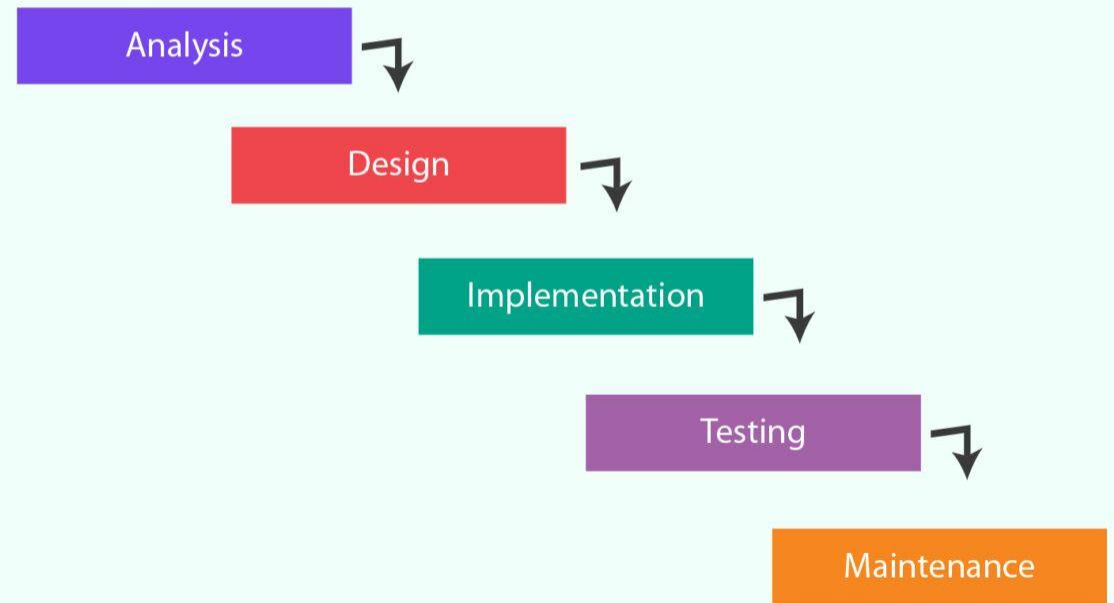 Analysis
Design
Implementation
Testing
Maintenance